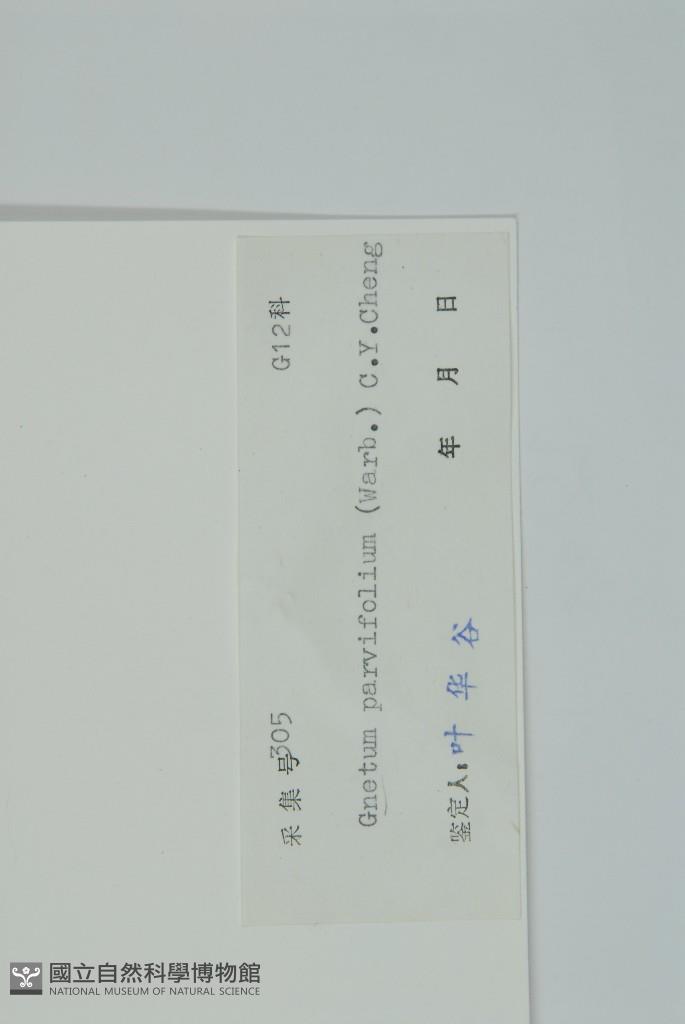 采集号305 G12科
Gnetum parvifolium (Warb.) C.Y.Cheng
鉴定人:叶华谷 年 月 日
國立自然科學博物館
NATIONAL MUSEUM OF NATURAL SCIENCE